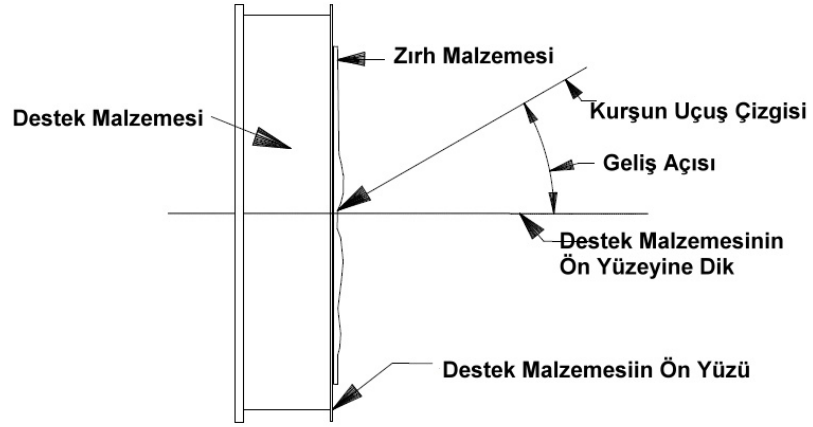 Zırh Malzemesi
Kurşun Uçuş Çizgisi
Destek Malzemesi
Geliş Açısı
Destek Malzemesinin
Ön Yüzeyine Dik
Destek Malzemesiin Ön Yüzü